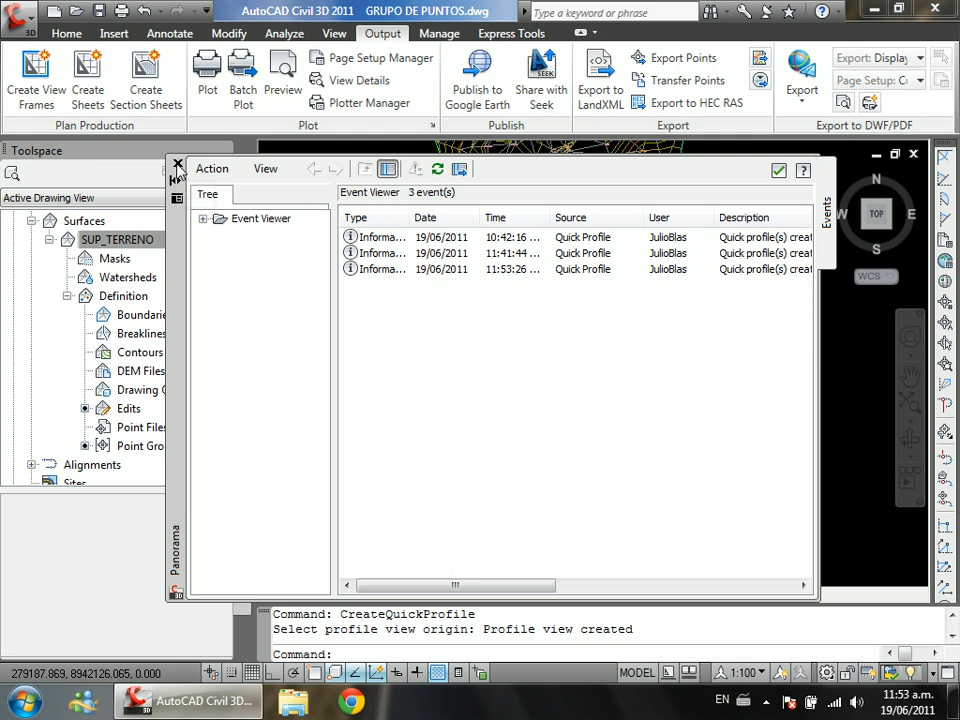 AutoCAD Civil 3D 2011 GRUPO DE PUNTOS.dwg
Type a keyword or phrase
3D
Home Insert Annotate Modify Analyze View Output Manage Express Tools
Create View Frames
Create Sheets
Create Section Sheets
Plan Production
Plot
Batch Plot
Preview
Page Setup Manager
View Details
Plotter Manager
Plot
Publish to Google Earth
SEEK
Share with Seek
Publish
Export to LandXML
Export Points
Transfer Points
Export to HEC RAS
Export
Export
Export: Display
Page Setup: C
Export to DWF/PDF
Toolspace
Active Drawing View
Surfaces
SUP_TERRENO
Masks
Watersheds
Definition
Boundarie
Breaklines
Contours
DEM Files
Drawing
Edits
Point Files
Point Gro
Alignments
Sites
Action View
Tree
Event Viewer
Event Viewer 3 event(s)
Type Date Time Source User Description
Informa... 19/06/2011 10:42:16 ... Quick Profile JulioBlas Quick profile(s) creat
Informa... 19/06/2011 11:41:44 ... Quick Profile JulioBlas Quick profile(s) creat
Informa... 19/06/2011 11:53:26 ... Quick Profile JulioBlas Quick profile(s) creat
Events
Panorama
N
W TOP E
S
WCS
Command: CreateQuickProfile
Select profile view origin: Profile view created
Command:
279187.869, 8942126.065, 0.000
MODEL
1:100
AutoCAD Civil 3D...
EN
11:53 a.m.
19/06/2011